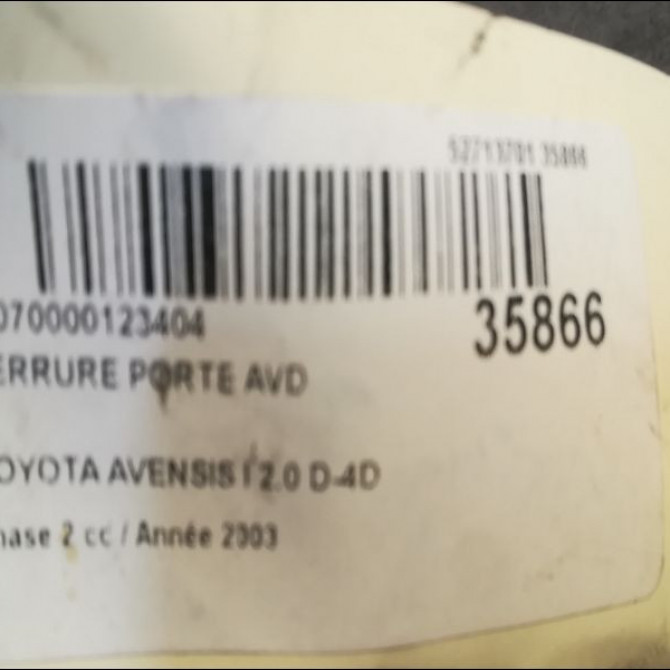 52713701 35866
070000123404
35866
ERRURE PORTE AVD
OYOTA AVENSIS I 2.0 D-4D
hase 2 cc / Année 2003